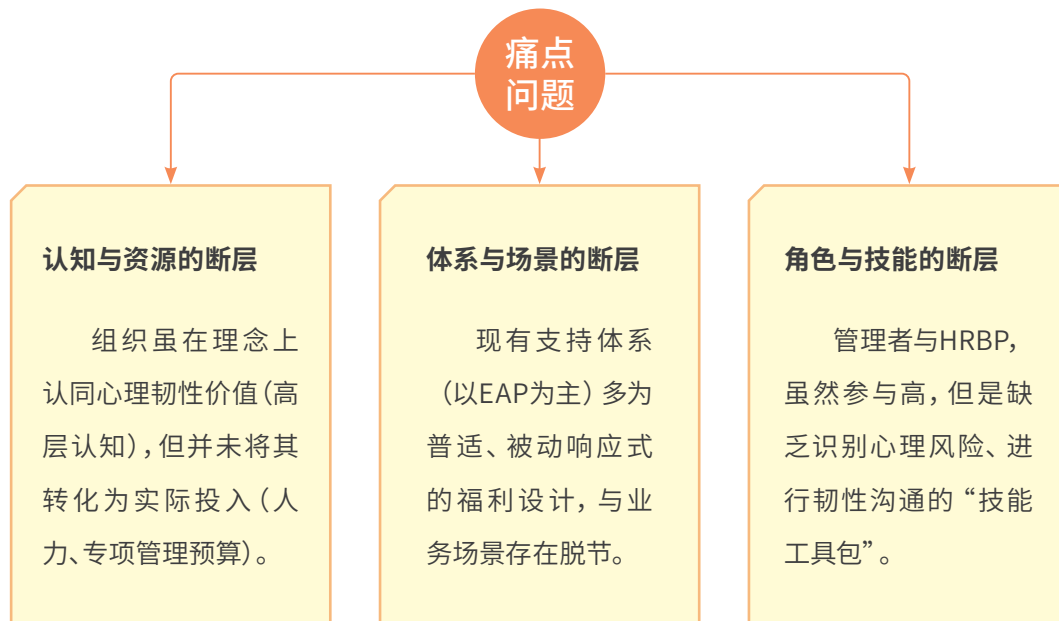 痛点
问题
认知与资源的断层
组织虽在理念上
认同心理韧性价值（高
层认知），但并未将其
转化为实际投入（人
力、专项管理预算）。
体系与场景的断层
现有支持体系
（以EAP为主）多为
普适、被动响应式
的福利设计，与业
务场景存在脱节。
角色与技能的断层
管理者与HRBP，
虽然参与高，但是缺
乏识别心理风险、进
行韧性沟通的“技能
工具包”。